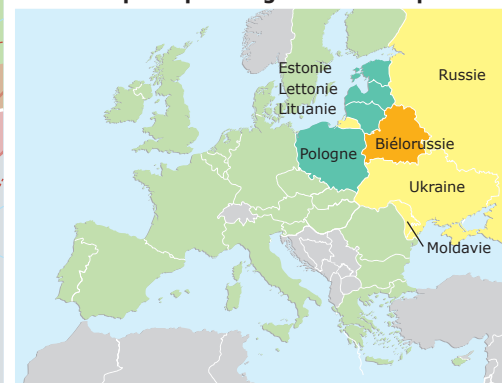 Estonie
Lettonie
Lituanie
Russie
Pologne
Biélorussie
Ukraine
Moldavie